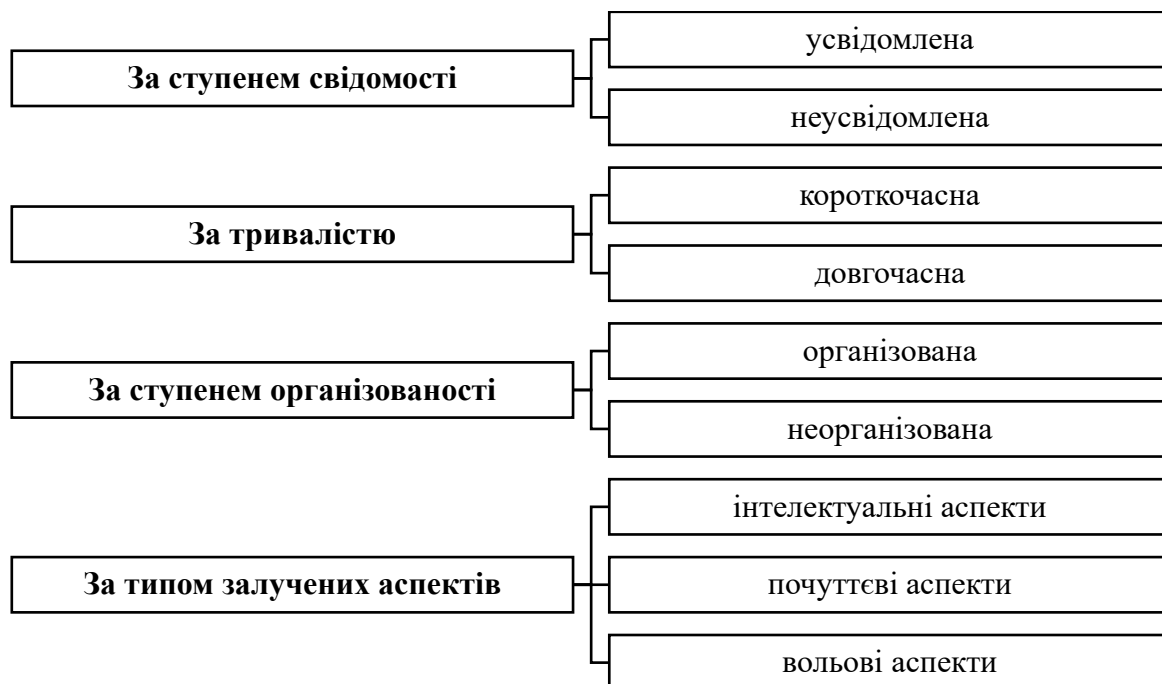 За ступенем свідомості
усвідомлена
неусвідомлена
За тривалістю
короткочасна
довгочасна
За ступенем організованості
організована
неорганізована
За типом залучених аспектів
інтелектуальні аспекти
почуттєві аспекти
вольові аспекти